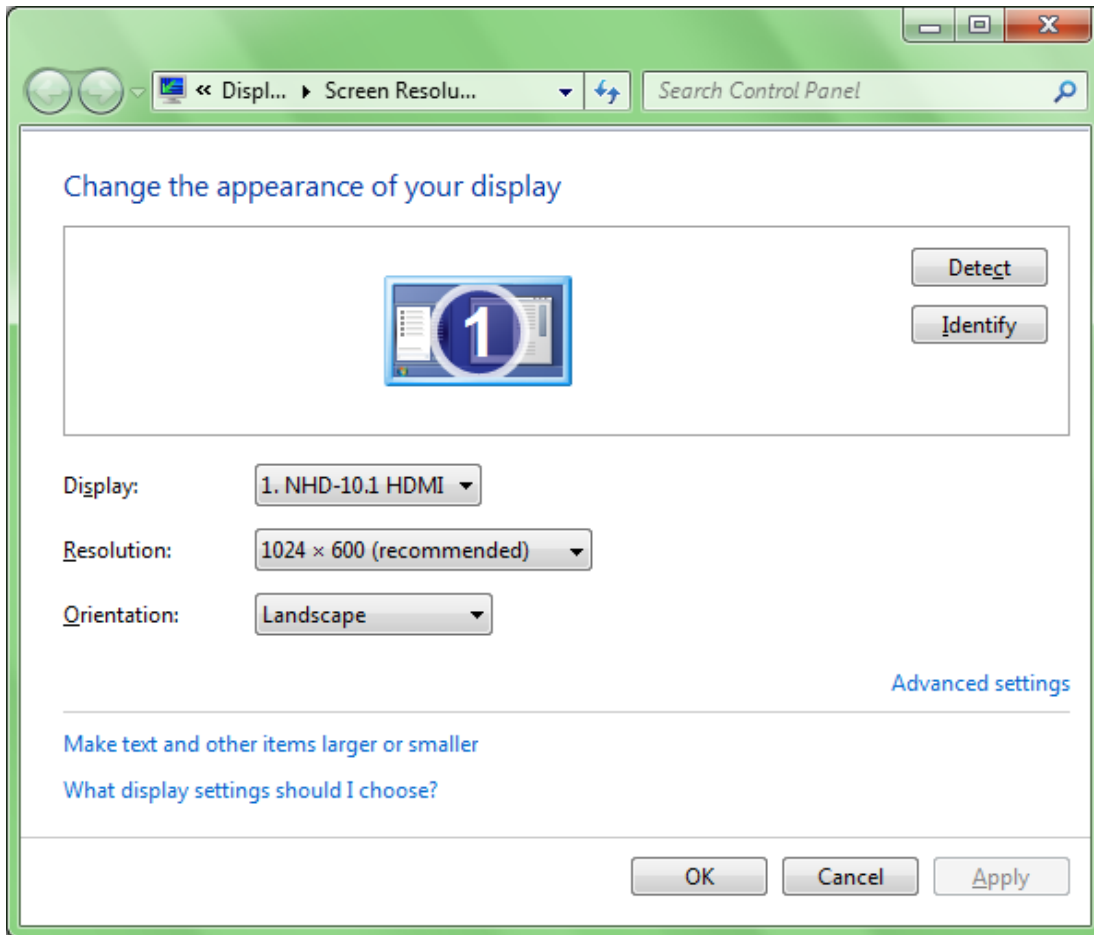 « Displ... Screen Resolu... Search Control Panel
Change the appearance of your display
1
Detect
Identify
Display: 1. NHD-10.1 HDMI
Resolution: 1024 × 600 (recommended)
Orientation: Landscape
Advanced settings
Make text and other items larger or smaller
What display settings should I choose?
OK Cancel Apply